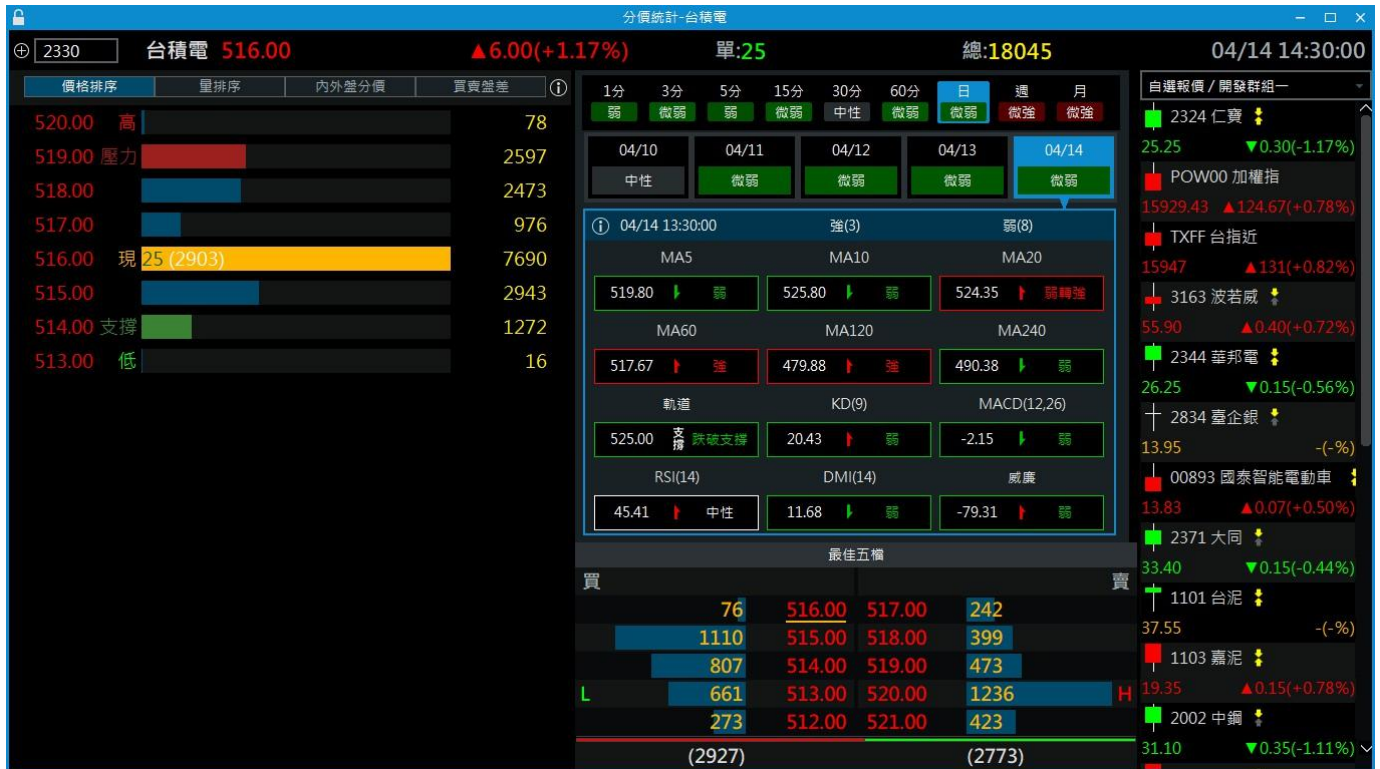 分價統計-台積電
2330 台積電 516.00 ▲6.00(+1.17%) 單:25 總:18045 04/14 14:30:00
價格排序 量排序 內外盤分價 買賣盤差
520.00 高 78
519.00 壓力 2597
518.00 2473
517.00 976
516.00 現 25 (2903) 7690
515.00 2943
514.00 支撐 1272
513.00 低 16
1分 3分 5分 15分 30分 60分 日 週 月
弱 微弱 弱 微弱 中性 微弱 微弱 微強 微強
04/10 04/11 04/12 04/13 04/14
中性 微弱 微弱 微弱 微弱
04/14 13:30:00 強(3) 弱(8)
MA5 MA10 MA20
519.80 弱 525.80 弱 524.35 弱轉強
MA60 MA120 MA240
517.67 強 479.88 強 490.38 弱
軌道 KD(9) MACD(12,26)
525.00 支撐 跌破支撐 20.43 弱 -2.15 弱
RSI(14) DMI(14) 威廉
45.41 中性 11.68 弱 -79.31 弱
最佳五檔
買 賣
76 516.00 517.00 242
1110 515.00 518.00 399
807 514.00 519.00 473
L 661 513.00 520.00 1236 H
273 512.00 521.00 423
(2927) (2773)
自選報價 / 開發群組一
2324 仁寶
25.25 ▼0.30(-1.17%)
POW00 加權指
15929.43 ▲124.67(+0.78%)
TXFF 台指近
15947 ▲131(+0.82%)
3163 波若威
55.90 ▲0.40(+0.72%)
2344 華邦電
26.25 ▼0.15(-0.56%)
2834 臺企銀
13.95 -(-%)
00893 國泰智能電動車
13.83 ▲0.07(+0.50%)
2371 大同
33.40 ▼0.15(-0.44%)
1101 台泥
37.55 -(-%)
1103 嘉泥
19.35 ▲0.15(+0.78%)
2002 中鋼
31.10 ▼0.35(-1.11%)